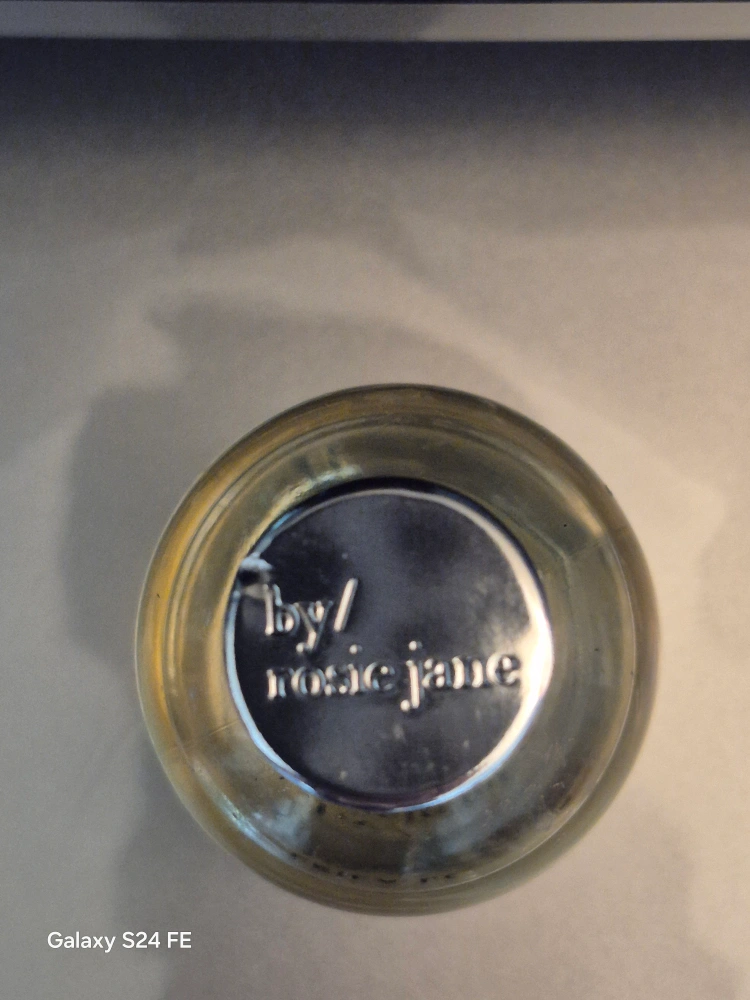 by/
rosie jane
Galaxy S24 FE